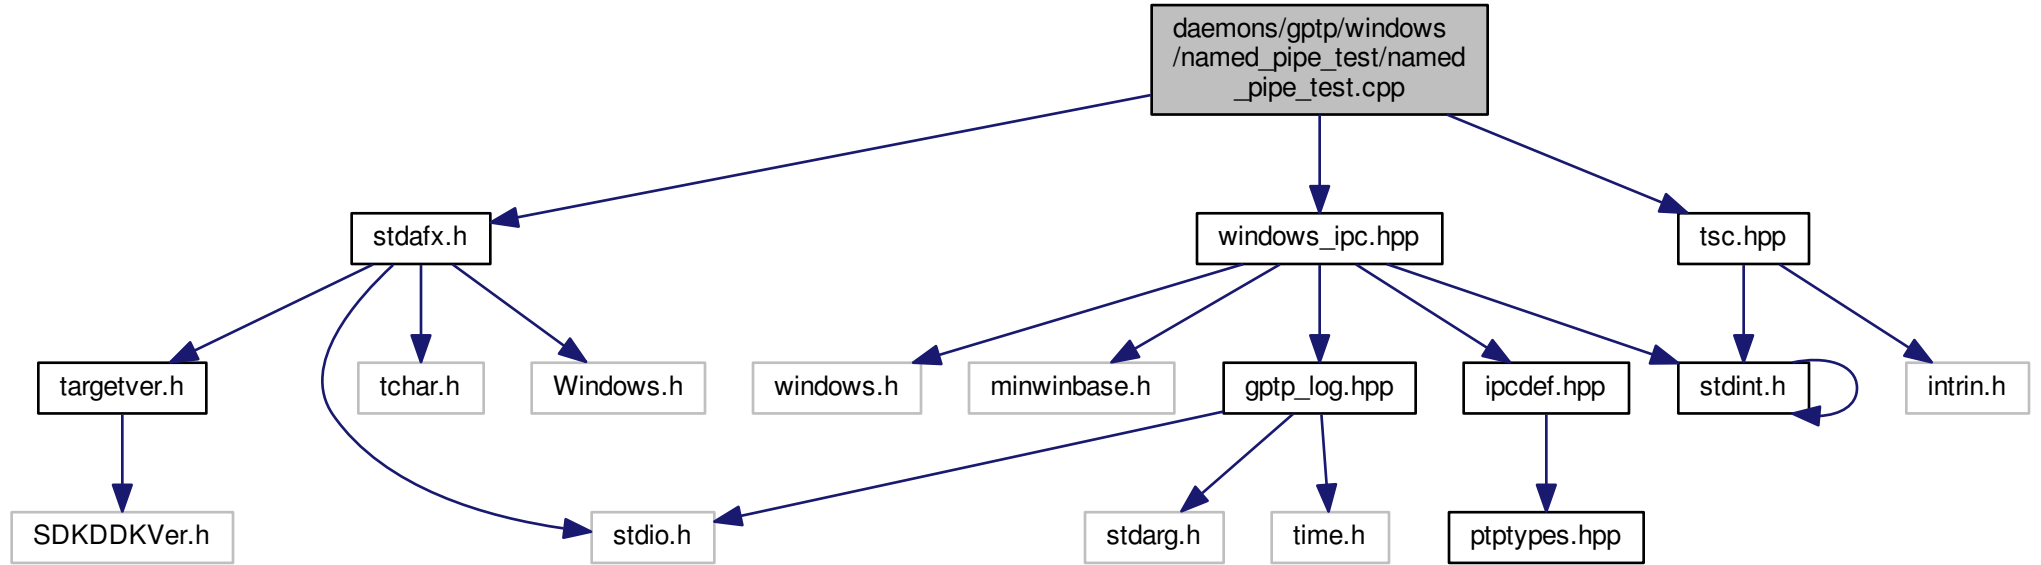 daemons/gptp/windows
/named_pipe_test/named
_pipe_test.cpp
stdafx.h
windows_ipc.hpp
tsc.hpp
targetver.h
tchar.h
Windows.h
windows.h
minwinbase.h
gptp_log.hpp
ipcdef.hpp
stdint.h
intrin.h
SDKDDKVer.h
stdio.h
stdarg.h
time.h
ptptypes.hpp